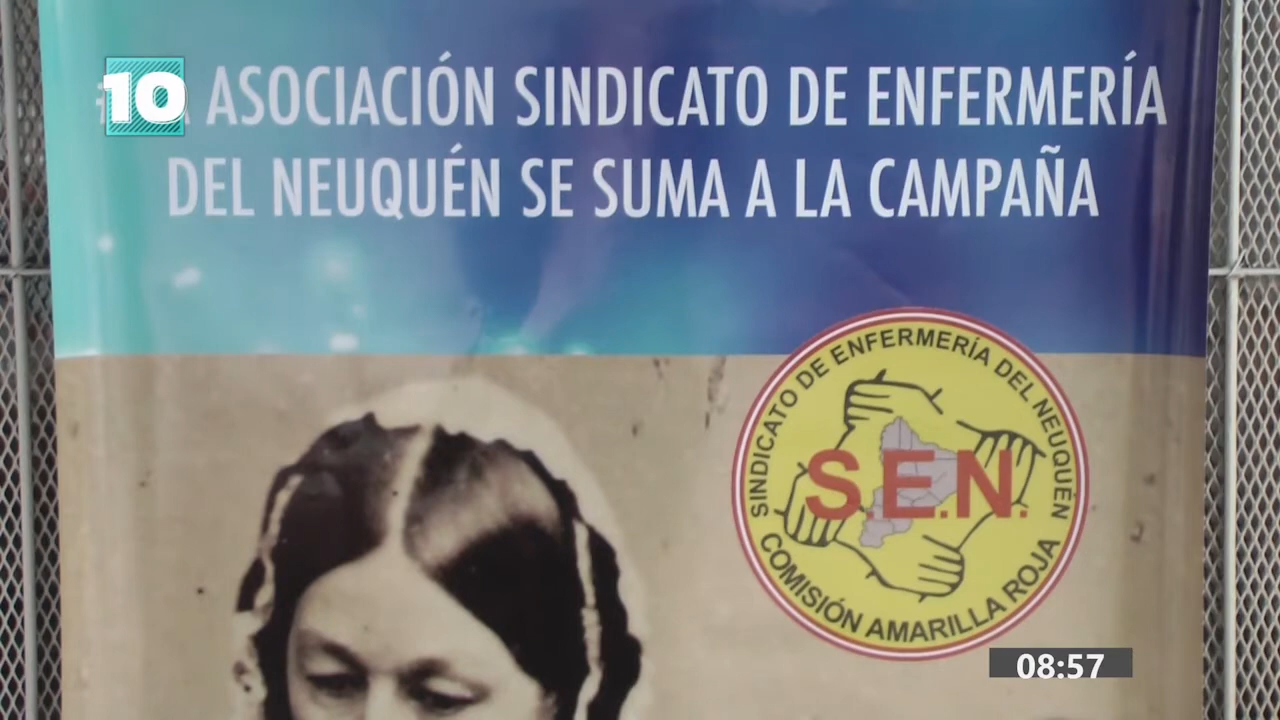 10
ASOCIACIÓN SINDICATO DE ENFERMERÍA
DEL NEUQUÉN SE SUMA A LA CAMPAÑA
SINDICATO DE ENFERMERÍA DEL NEUQUÉN
S.E.N.
COMISIÓN AMARILLA ROJA
08:57